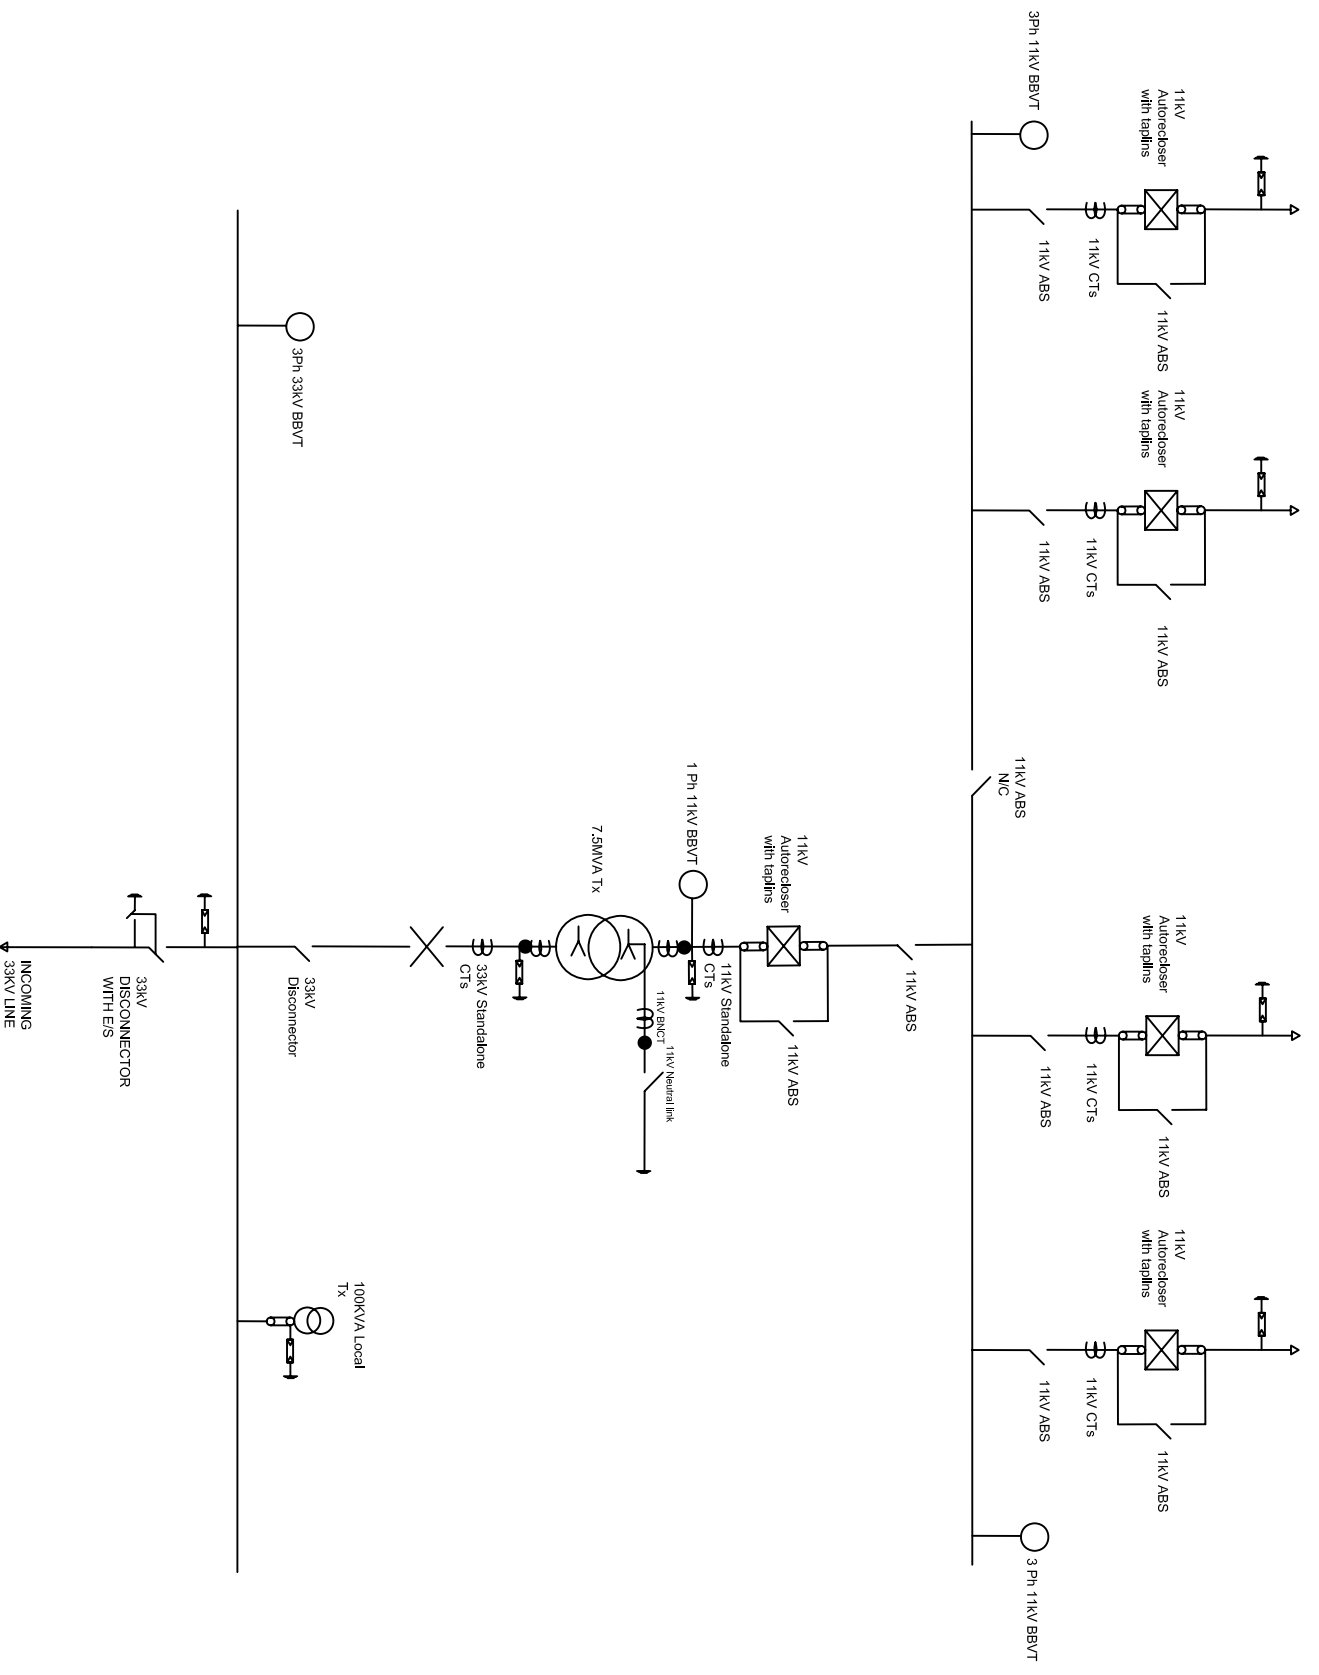 3Ph 11kV BBVT
11kV
Autorecloser
with taplins
11kV ABS
11kV CTs
11kV ABS
11kV
Autorecloser
with taplins
11kV ABS
11kV CTs
11kV ABS
11kV ABS
N/C
11kV
Autorecloser
with taplins
11kV ABS
11kV CTs
11kV ABS
11kV
Autorecloser
with taplins
11kV ABS
11kV CTs
11kV ABS
3 Ph 11kV BBVT
11kV ABS
11kV
Autorecloser
with taplins
11kV ABS
1 Ph 11kV BBVT
11kV Standalone
CTs
7.5MVA Tx
11kV BNCT
11kV Neutral link
33kV Standalone
CTs
3Ph 33kV BBVT
33kV
Disconnector
100KVA Local
Tx
33kV
DISCONNECTOR
WITH E/S
INCOMING
33KV LINE